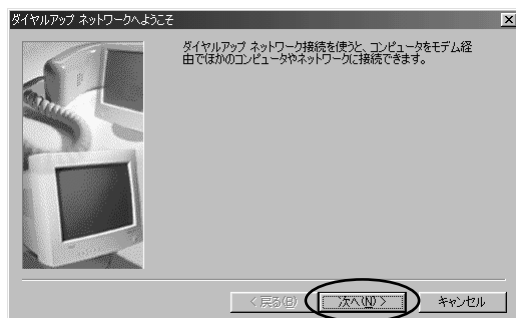 ダイヤルアップ ネットワークへようこそ
ダイヤルアップ ネットワーク接続を使うと、コンピュータをモデム経
由でほかのコンピュータやネットワークに接続できます。
< 戻る(B)
次へ(N) >
キャンセル